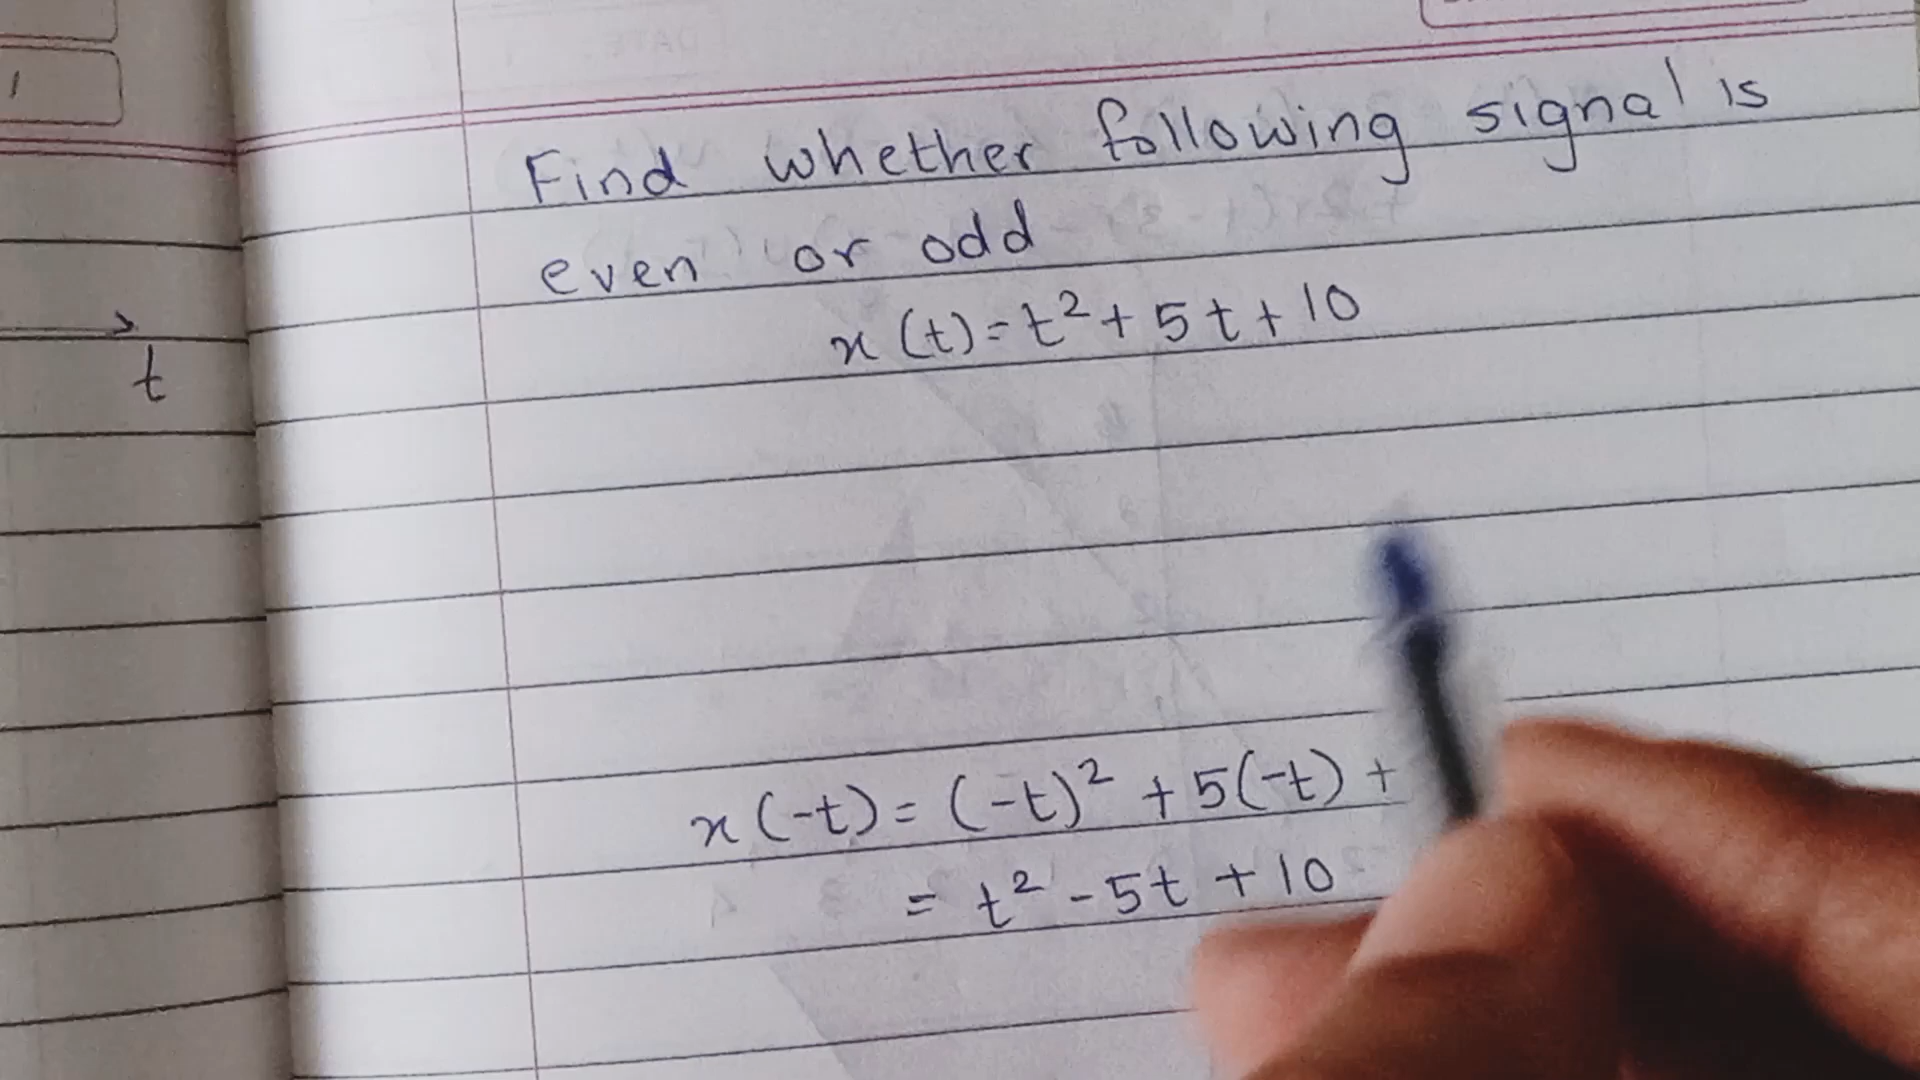 Find whether following signal is
even or odd
x(t)=t²+5t+10
t
x(-t)=(-t)²+5(-t)+
= t²-5t+10